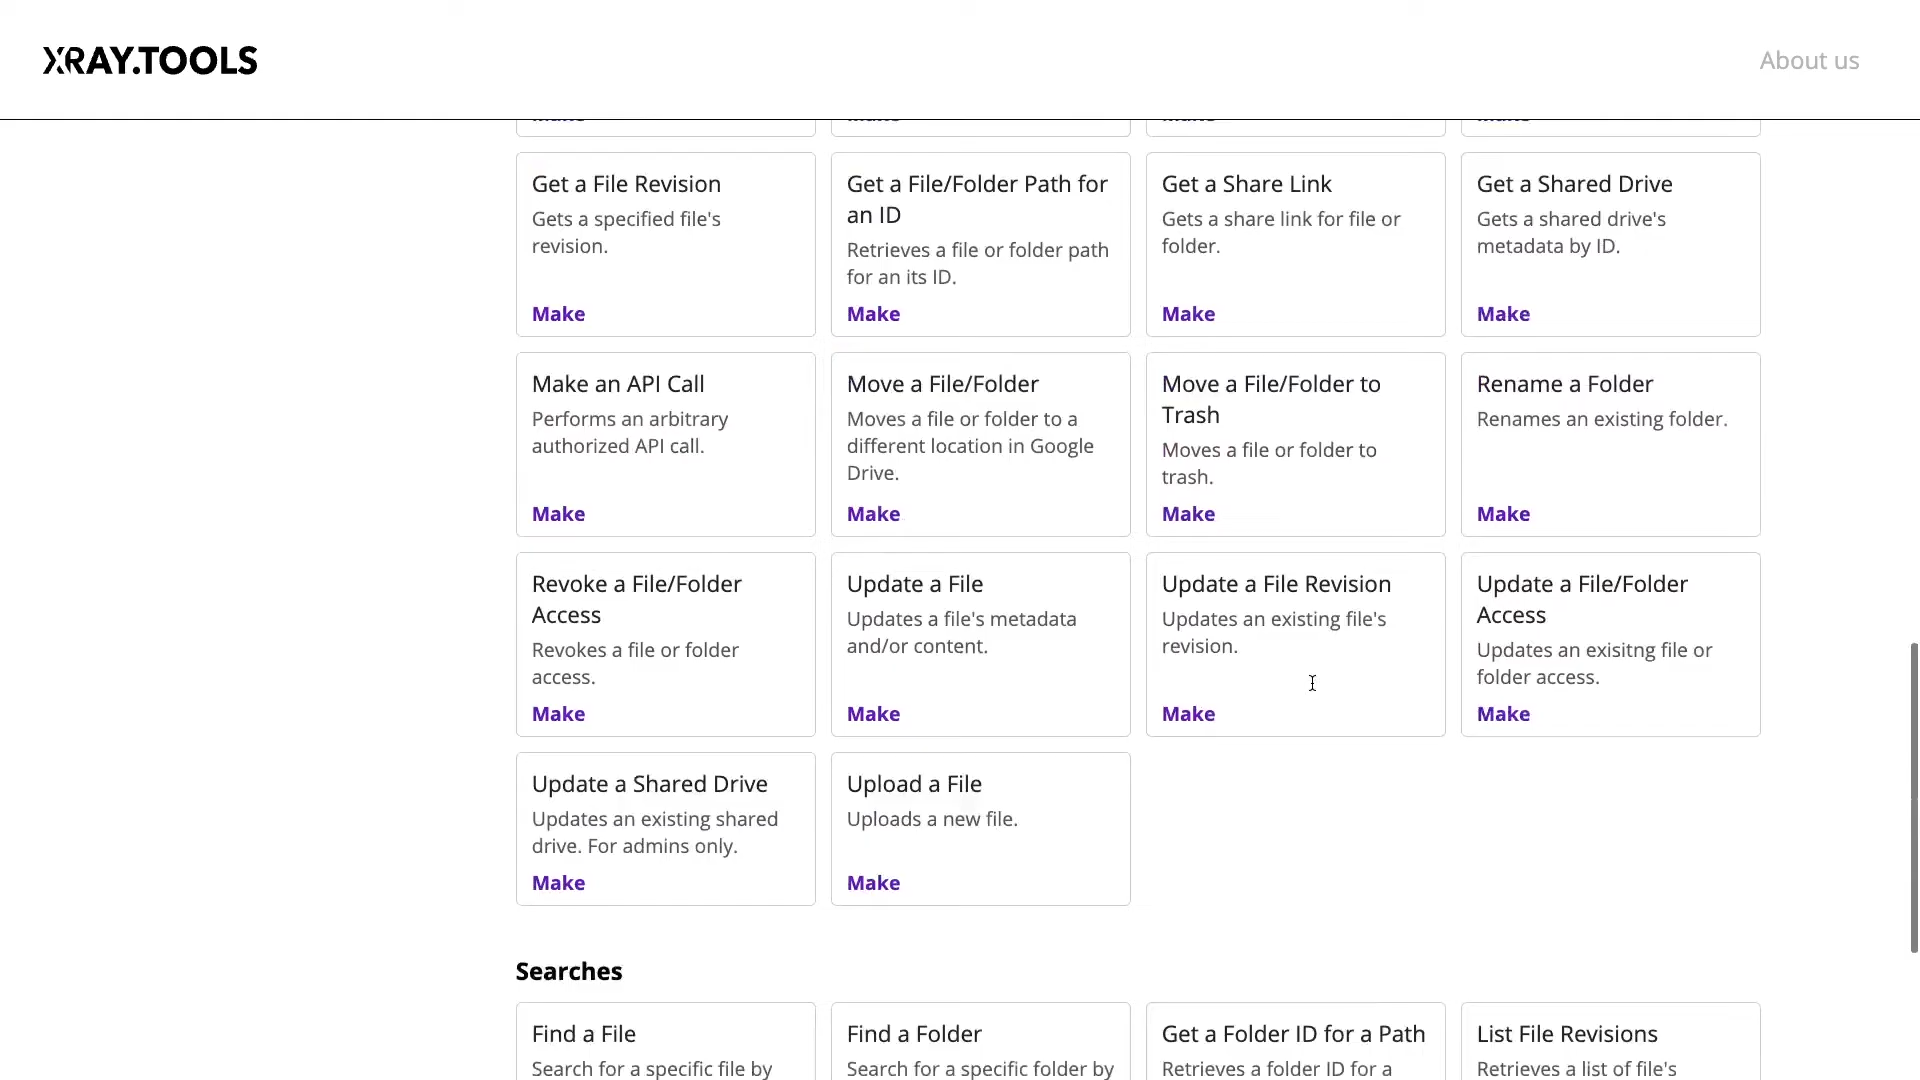 XRAY.TOOLS
About us
Get a File Revision
Gets a specified file's
revision.
Make
Get a File/Folder Path for
an ID
Retrieves a file or folder path
for an its ID.
Make
Get a Share Link
Gets a share link for file or
folder.
Make
Get a Shared Drive
Gets a shared drive's
metadata by ID.
Make
Make an API Call
Performs an arbitrary
authorized API call.
Make
Move a File/Folder
Moves a file or folder to a
different location in Google
Drive.
Make
Move a File/Folder to
Trash
Moves a file or folder to
trash.
Make
Rename a Folder
Renames an existing folder.
Make
Revoke a File/Folder
Access
Revokes a file or folder
access.
Make
Update a File
Updates a file's metadata
and/or content.
Make
Update a File Revision
Updates an existing file's
revision.
Make
Update a File/Folder
Access
Updates an exisitng file or
folder access.
Make
Update a Shared Drive
Updates an existing shared
drive. For admins only.
Make
Upload a File
Uploads a new file.
Make
Searches
Find a File
Search for a specific file by
Find a Folder
Search for a specific folder by
Get a Folder ID for a Path
Retrieves a folder ID for a
List File Revisions
Retrieves a list of file's